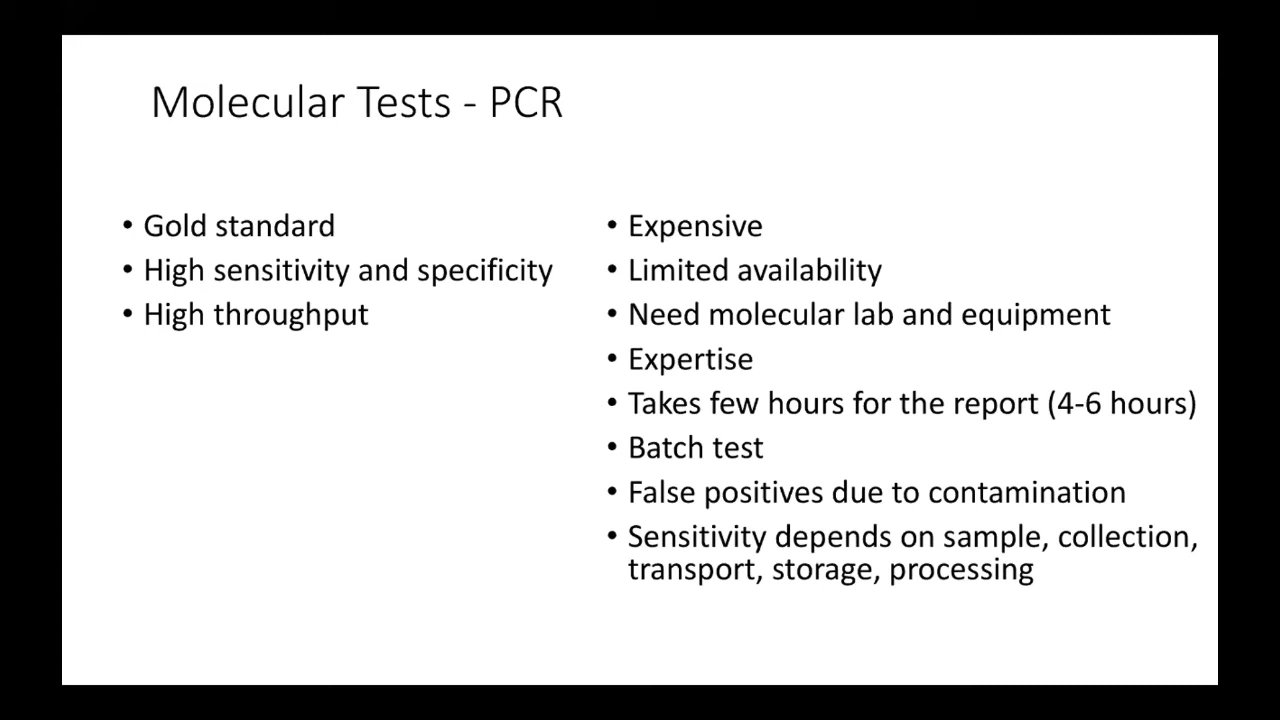 Molecular Tests - PCR
• Gold standard
• High sensitivity and specificity
• High throughput
• Expensive
• Limited availability
• Need molecular lab and equipment
• Expertise
• Takes few hours for the report (4-6 hours)
• Batch test
• False positives due to contamination
• Sensitivity depends on sample, collection,
transport, storage, processing